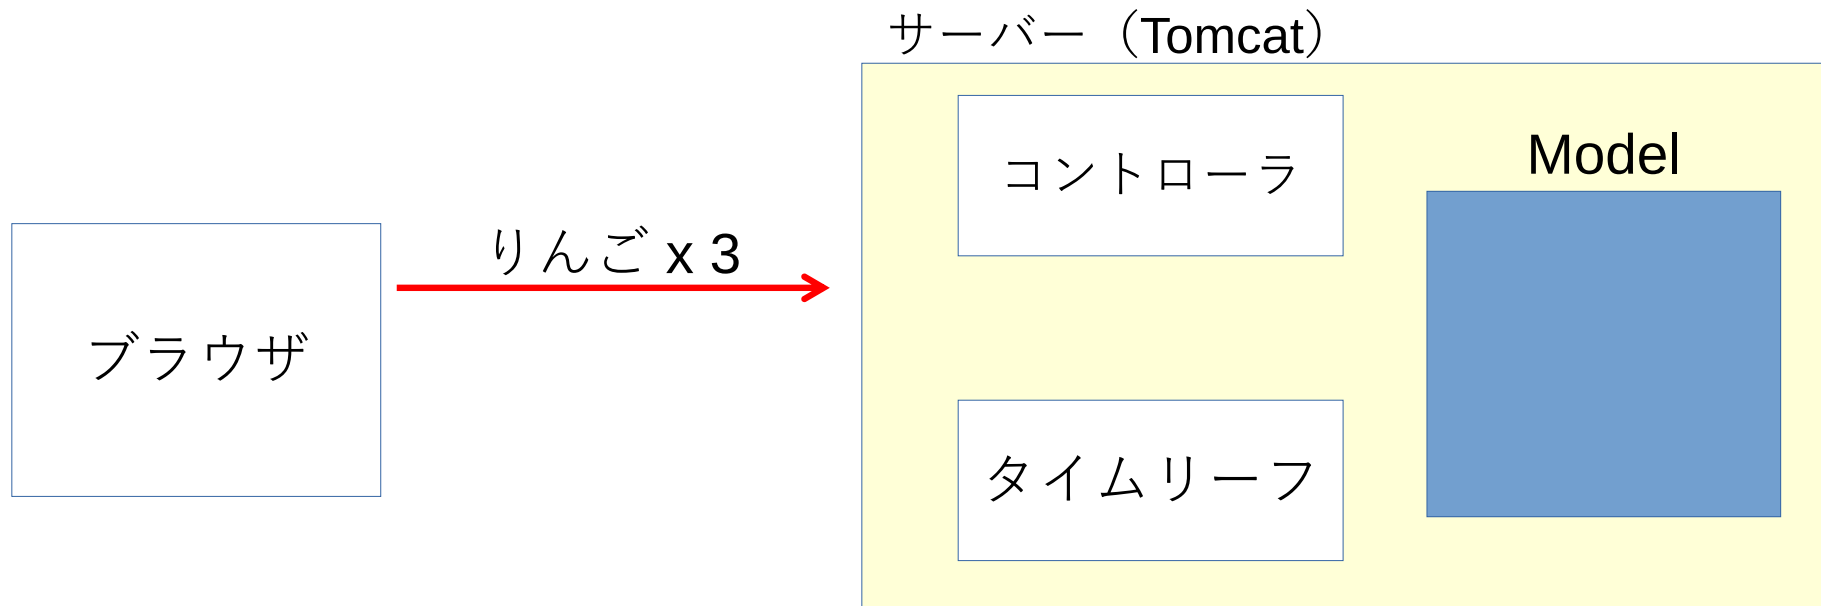 サーバー（Tomcat）
コントローラ
Model
りんご x 3
ブラウザ
タイムリーフ